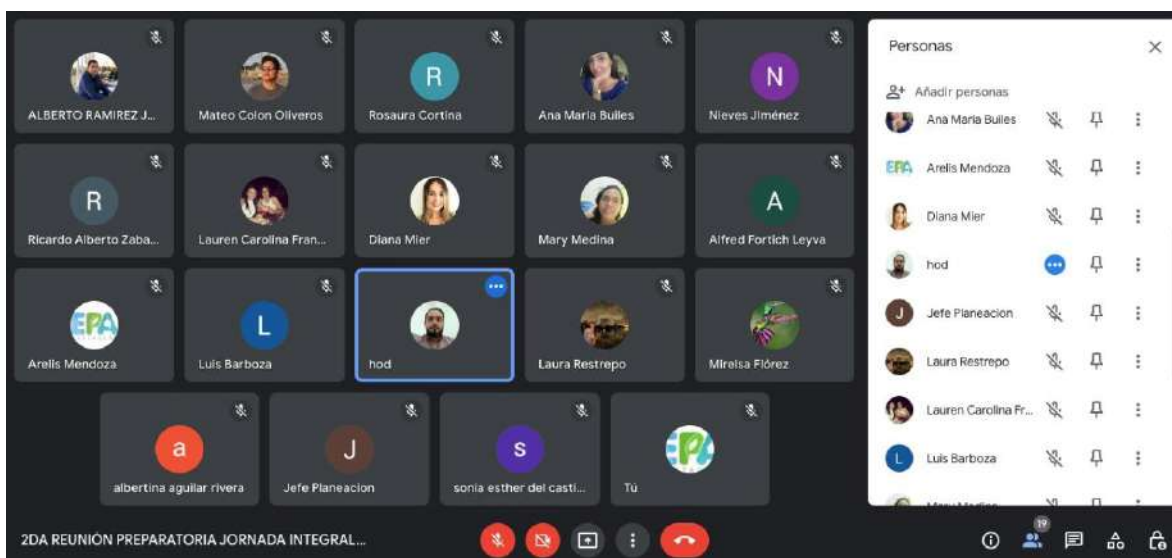 ALBERTO RAMIREZ J...
Mateo Colon Oliveros
R
Rosaura Cortina
Ana Maria Builes
N
Nieves Jiménez
R
Ricardo Alberto Zaba...
Lauren Carolina Fran...
Diana Mier
Mary Medina
A
Alfred Fortich Leyva
EPA
Arelis Mendoza
L
Luis Barboza
hod
Laura Restrepo
Mireisa Flórez
a
albertina aguilar rivera
J
Jefe Planeacion
s
sonia esther del casti...
EPA
Tú
2DA REUNIÓN PREPARATORIA JORNADA INTEGRAL...
Personas
Añadir personas
Ana Maria Builes
EPA
Arelis Mendoza
Diana Mier
hod
J
Jefe Planeacion
Laura Restrepo
Lauren Carolina Fr...
L
Luis Barboza
Mary Medina
19